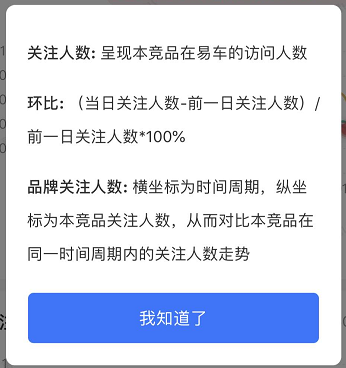 关注人数: 呈现本竞品在易车的访问人数
环比: （当日关注人数-前一日关注人数）/
前一日关注人数*100%
品牌关注人数: 横坐标为时间周期，纵坐
标为本竞品关注人数，从而对比本竞品在
同一时间周期内的关注人数走势
我知道了